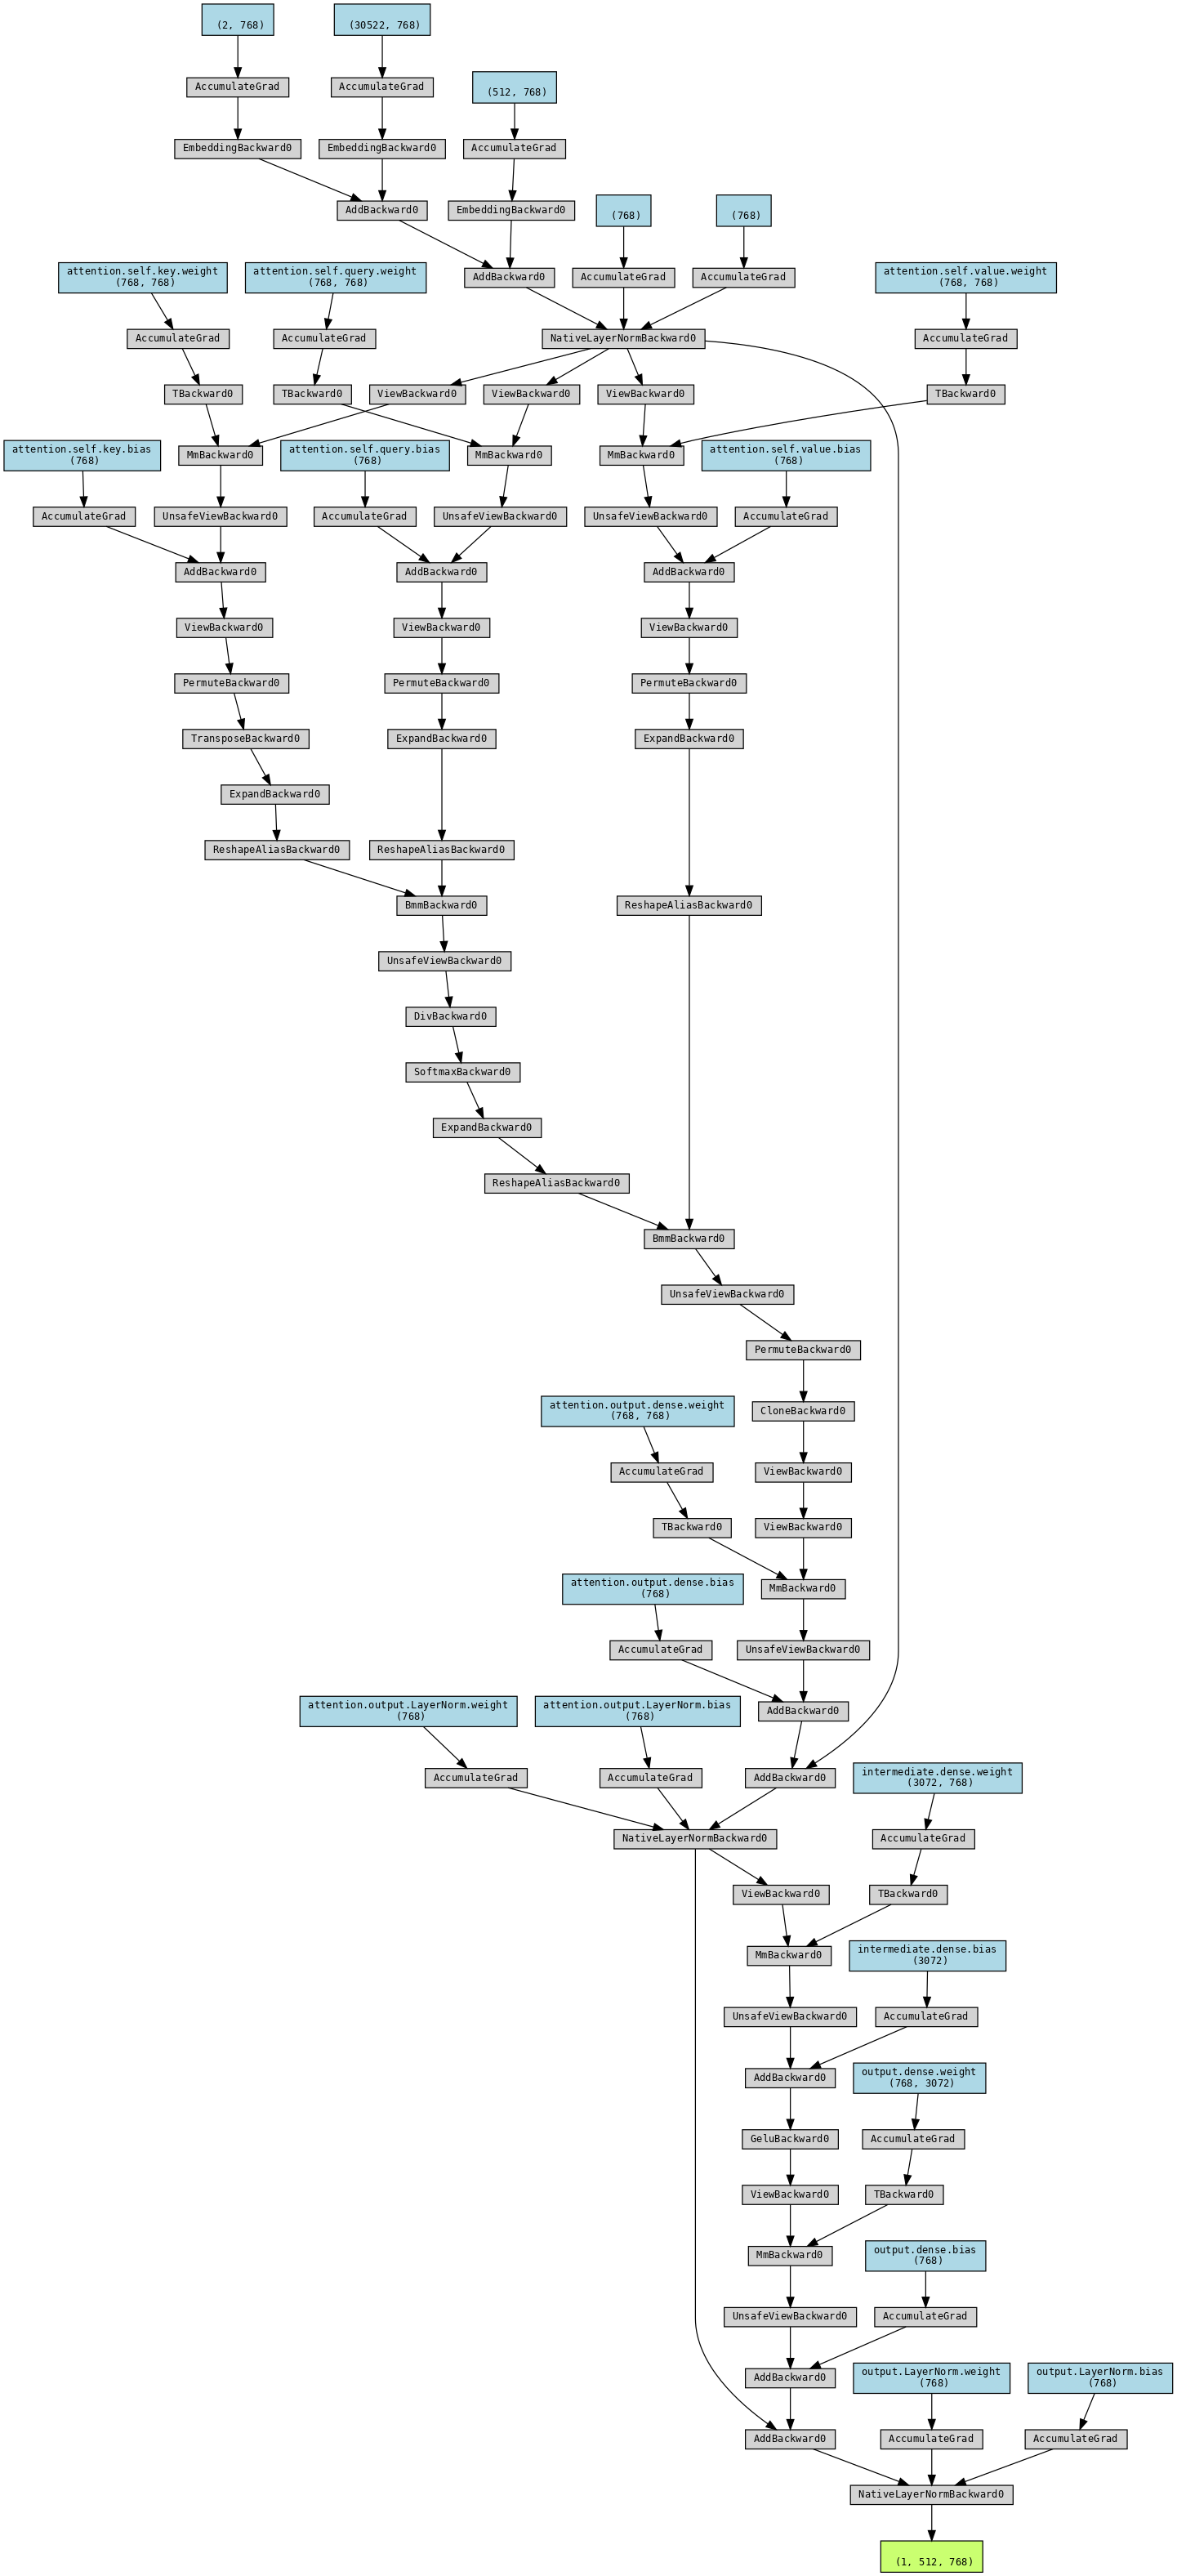 (2, 768)
(30522, 768)
AccumulateGrad
AccumulateGrad
(512, 768)
EmbeddingBackward0
EmbeddingBackward0
AccumulateGrad
AddBackward0
EmbeddingBackward0
(768)
(768)
attention.self.key.weight
(768, 768)
attention.self.query.weight
(768, 768)
AddBackward0
AccumulateGrad
AccumulateGrad
attention.self.value.weight
(768, 768)
AccumulateGrad
AccumulateGrad
NativeLayerNormBackward0
AccumulateGrad
TBackward0
TBackward0
ViewBackward0
ViewBackward0
ViewBackward0
TBackward0
attention.self.key.bias
(768)
MmBackward0
attention.self.query.bias
(768)
MmBackward0
MmBackward0
attention.self.value.bias
(768)
AccumulateGrad
UnsafeViewBackward0
AccumulateGrad
UnsafeViewBackward0
UnsafeViewBackward0
AccumulateGrad
AddBackward0
AddBackward0
AddBackward0
ViewBackward0
ViewBackward0
ViewBackward0
PermuteBackward0
PermuteBackward0
PermuteBackward0
TransposeBackward0
ExpandBackward0
ExpandBackward0
ExpandBackward0
ReshapeAliasBackward0
ReshapeAliasBackward0
BmmBackward0
ReshapeAliasBackward0
UnsafeViewBackward0
DivBackward0
SoftmaxBackward0
ExpandBackward0
ReshapeAliasBackward0
BmmBackward0
UnsafeViewBackward0
PermuteBackward0
attention.output.dense.weight
(768, 768)
CloneBackward0
AccumulateGrad
ViewBackward0
TBackward0
ViewBackward0
attention.output.dense.bias
(768)
MmBackward0
AccumulateGrad
UnsafeViewBackward0
attention.output.LayerNorm.weight
(768)
attention.output.LayerNorm.bias
(768)
AddBackward0
AccumulateGrad
AccumulateGrad
AddBackward0
intermediate.dense.weight
(3072, 768)
NativeLayerNormBackward0
AccumulateGrad
ViewBackward0
TBackward0
MmBackward0
intermediate.dense.bias
(3072)
UnsafeViewBackward0
AccumulateGrad
AddBackward0
output.dense.weight
(768, 3072)
GeluBackward0
AccumulateGrad
ViewBackward0
TBackward0
MmBackward0
output.dense.bias
(768)
UnsafeViewBackward0
AccumulateGrad
AddBackward0
output.LayerNorm.weight
(768)
output.LayerNorm.bias
(768)
AddBackward0
AccumulateGrad
AccumulateGrad
NativeLayerNormBackward0
(1, 512, 768)